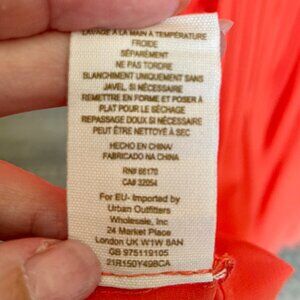 LAVAGE À LA MAIN À TEMPÉRATURE
FROIDE
SÉPARÉMENT
NE PAS TORDRE
BLANCHIMENT UNIQUEMENT SANS
JAVEL, SI NÉCESSAIRE
REMETTRE EN FORME ET POSER À
PLAT POUR LE SÉCHAGE
REPASSAGE DOUX SI NÉCESSAIRE
PEUT ÊTRE NETTOYÉ À SEC
HECHO EN CHINA/
FABRICADO NA CHINA
RN# 66170
CA# 32054
For EU- Imported by
Urban Outfitters
Wholesale, Inc
24 Market Place
London UK W1W 8AN
GB 975119105
21R150Y49BCA